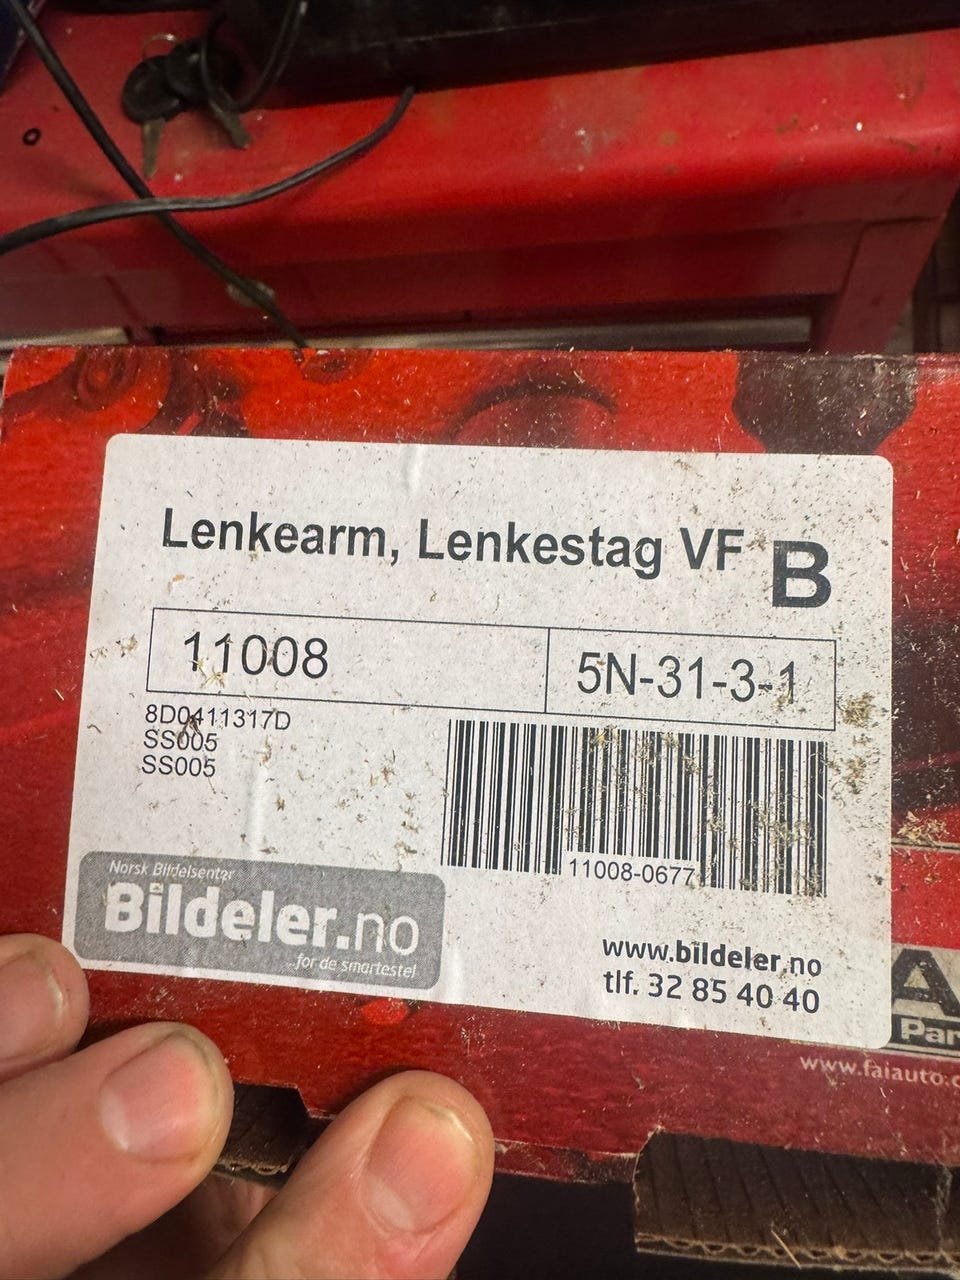 Lenkearm, Lenkestag VF B
11008 5N-31-3-1
8D0411317D
SS005
SS005
11008-0677
Norsk Bildelsenter
Bildeler.no
...for de smarteste!
www.bildeler.no
tlf. 32 85 40 40
www.faiauto.c